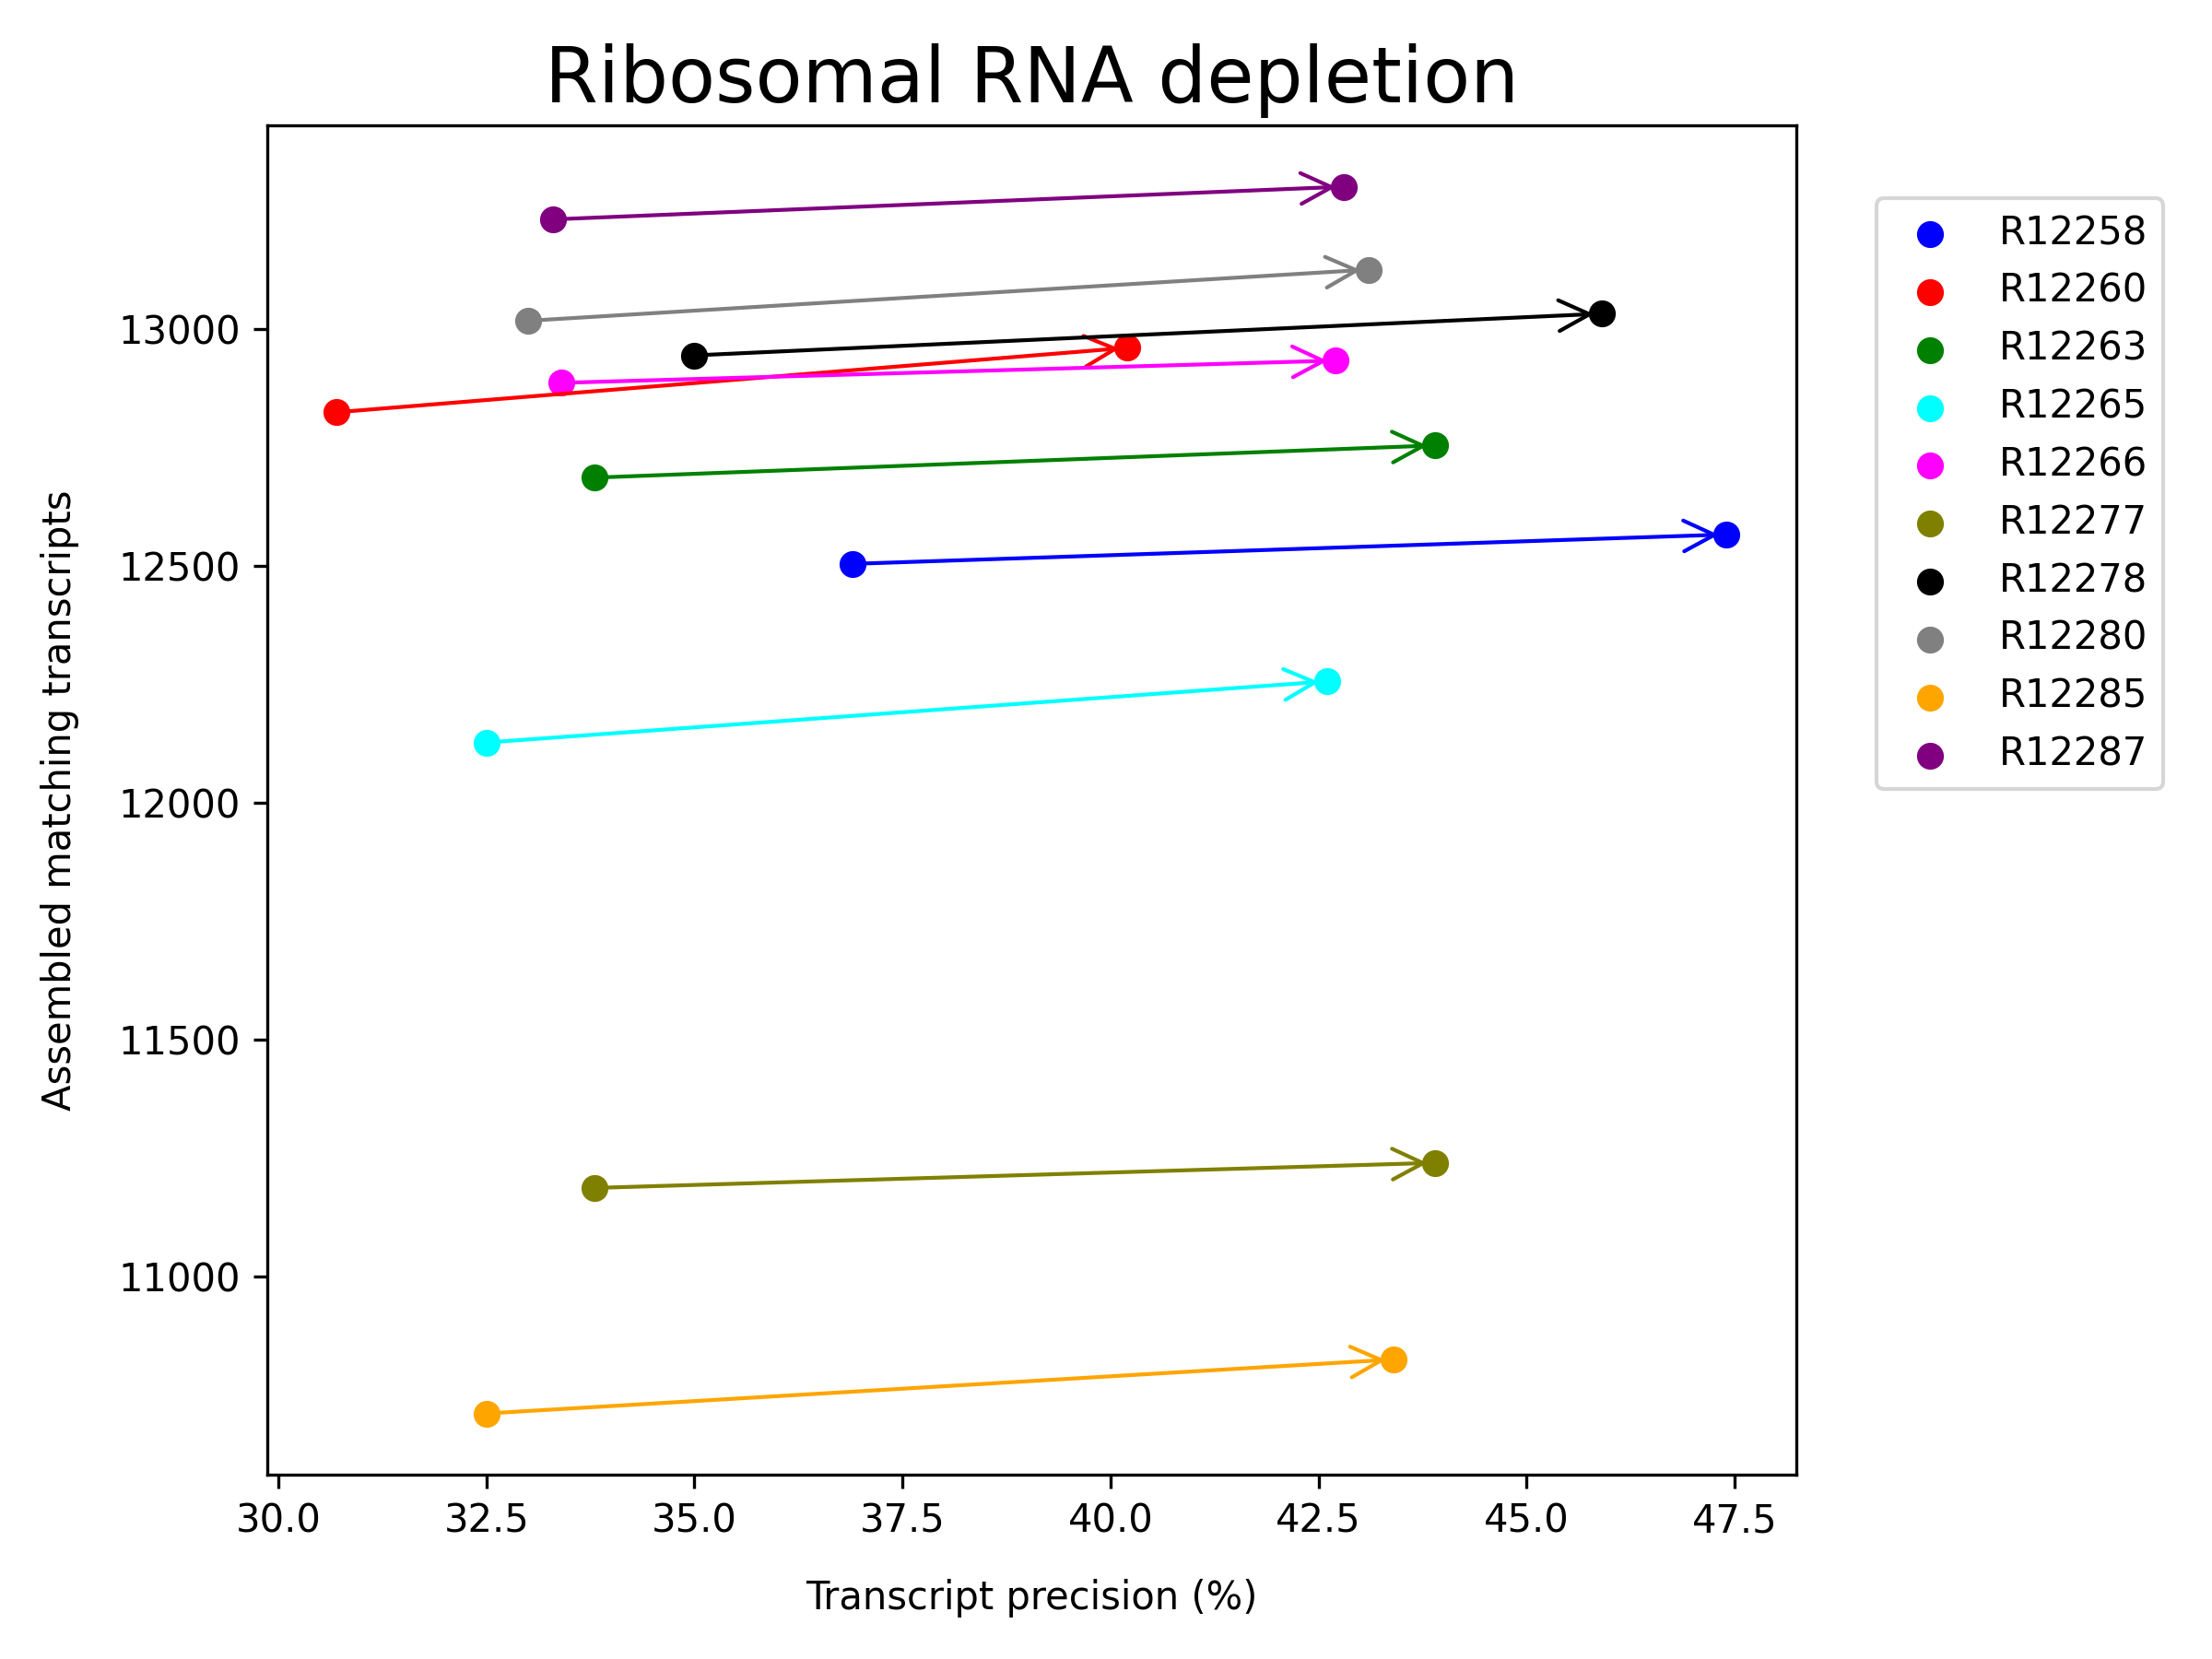 Ribosomal RNA depletion
Assembled matching transcripts
13000
12500
12000
11500
11000
30.0 32.5 35.0 37.5 40.0 42.5 45.0 47.5
Transcript precision (%)
R12258
R12260
R12263
R12265
R12266
R12277
R12278
R12280
R12285
R12287